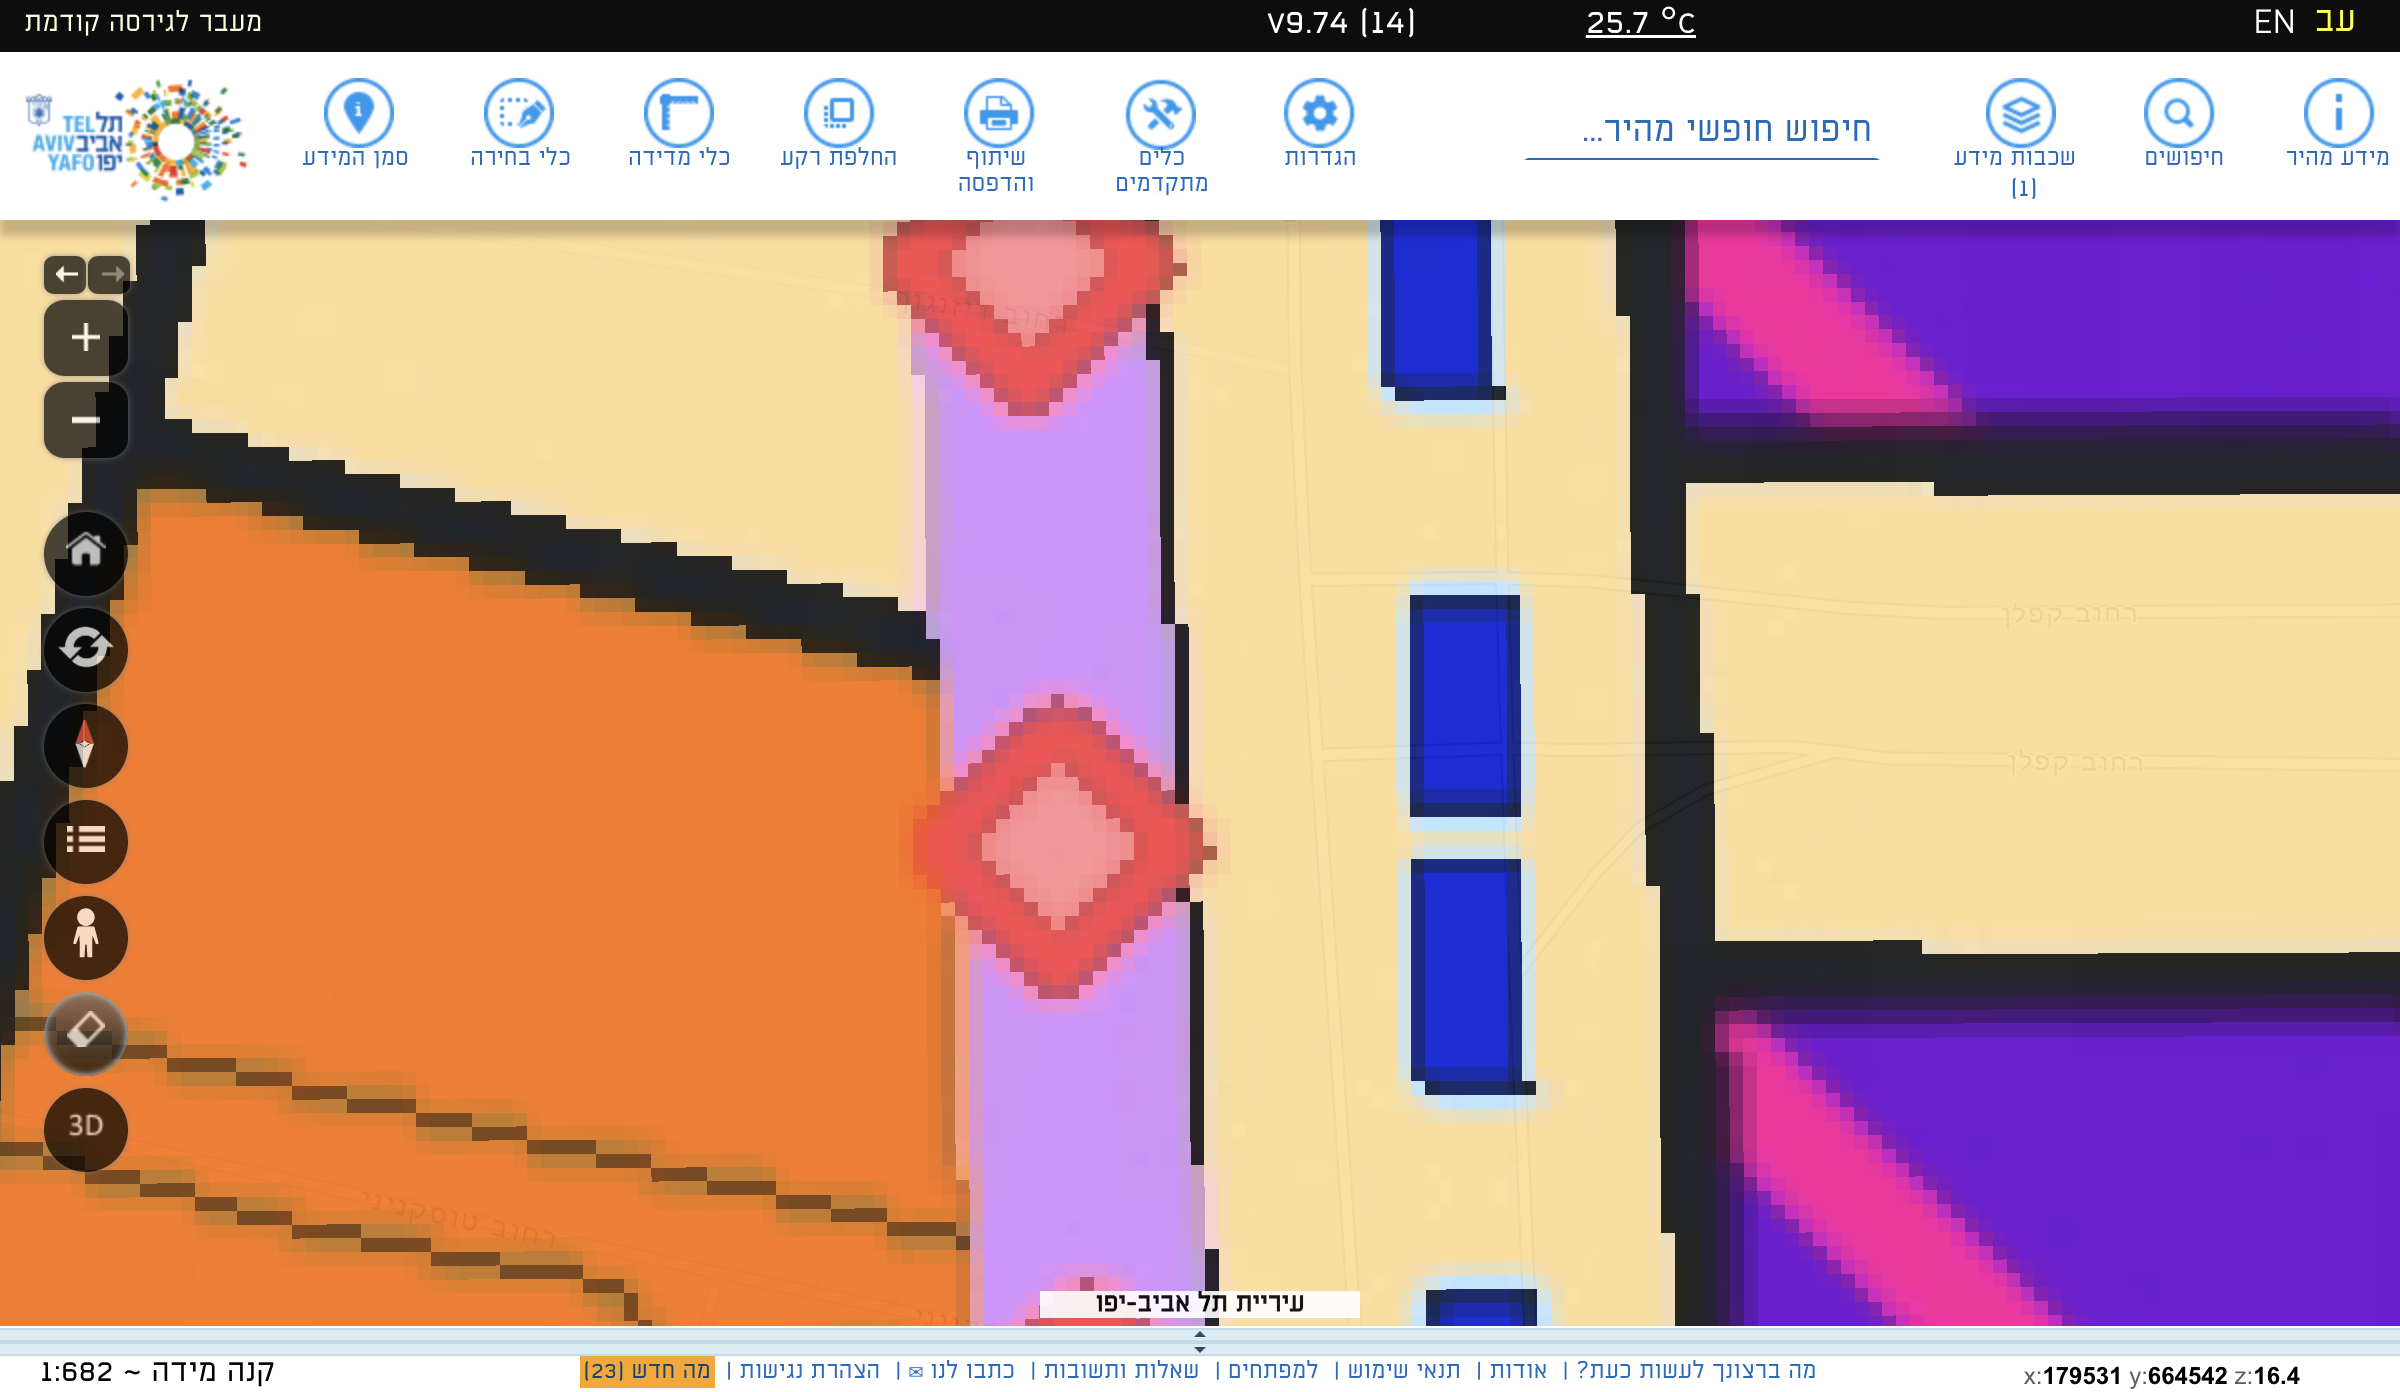 עב EN
25.7 °C
V9.74 (14)
מעבר לגירסה קודמת
מידע מהיר
חיפושים
שכבות מידע
(1)
חיפוש חופשי מהיר...
הגדרות
כלים
מתקדמים
שיתוף
והדפסה
החלפת רקע
כלי מדידה
כלי בחירה
סמן המידע
TEL תל
AVIV אביב
YAFO יפו
רחוב דיזנגוף
רחוב קפלן
רחוב קפלן
3D
רחוב טוסקניני
עיריית תל אביב-יפו
x:179531 y:664542 z:16.4
מה ברצונך לעשות כעת? | אודות | תנאי שימוש | למפתחים | שאלות ותשובות | כתבו לנו ✉ | הצהרת נגישות | מה חדש (23)
קנה מידה ~ 1:682